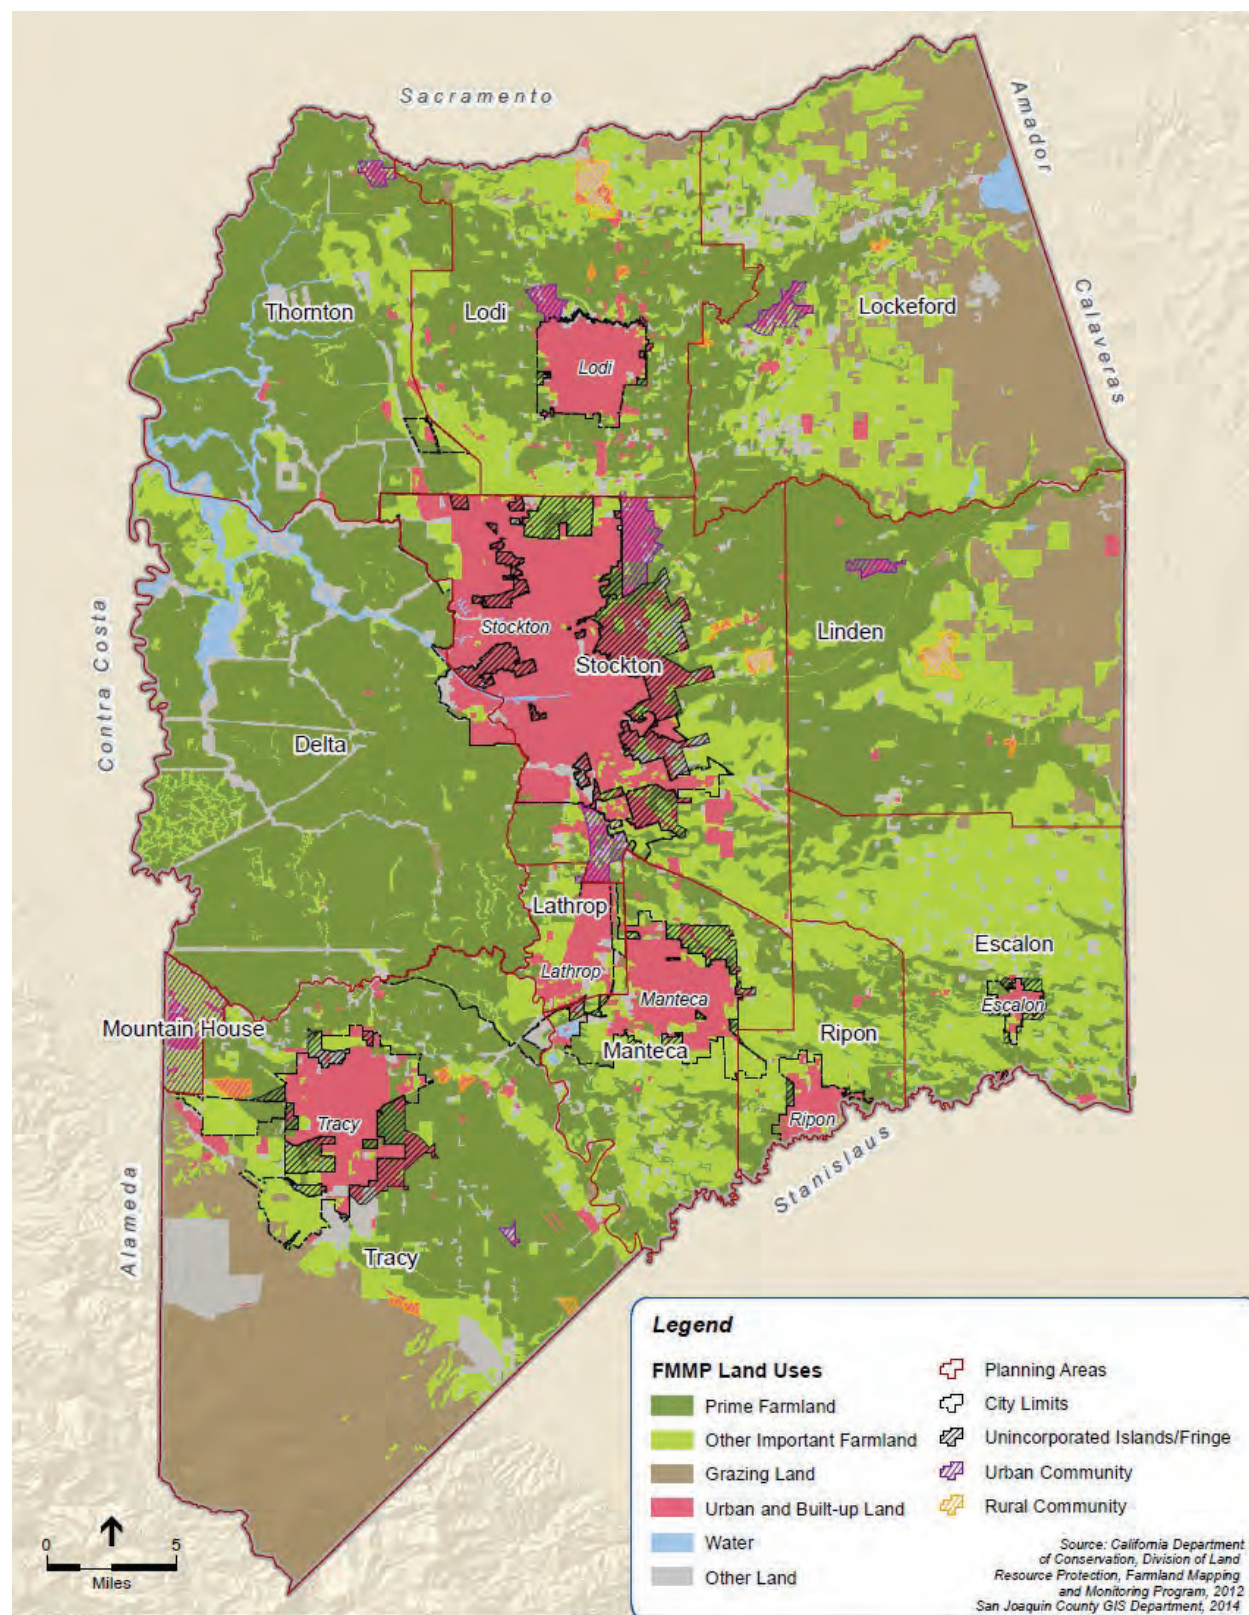 Sacramento
Amador
Calaveras
Thornton
Lodi
Lockeford
Lodi
Contra Costa
Stockton
Stockton
Linden
Delta
Lathrop
Escalon
Lathrop
Manteca
Escalon
Mountain House
Ripon
Manteca
Tracy
Ripon
Stanislaus
Alameda
Tracy
Legend
FMMP Land Uses
Prime Farmland
Other Important Farmland
Grazing Land
Urban and Built-up Land
Water
Other Land
Planning Areas
City Limits
Unincorporated Islands/Fringe
Urban Community
Rural Community
0 5
Miles
Source: California Department
of Conservation, Division of Land
Resource Protection, Farmland Mapping
and Monitoring Program, 2012
San Joaquin County GIS Department, 2014